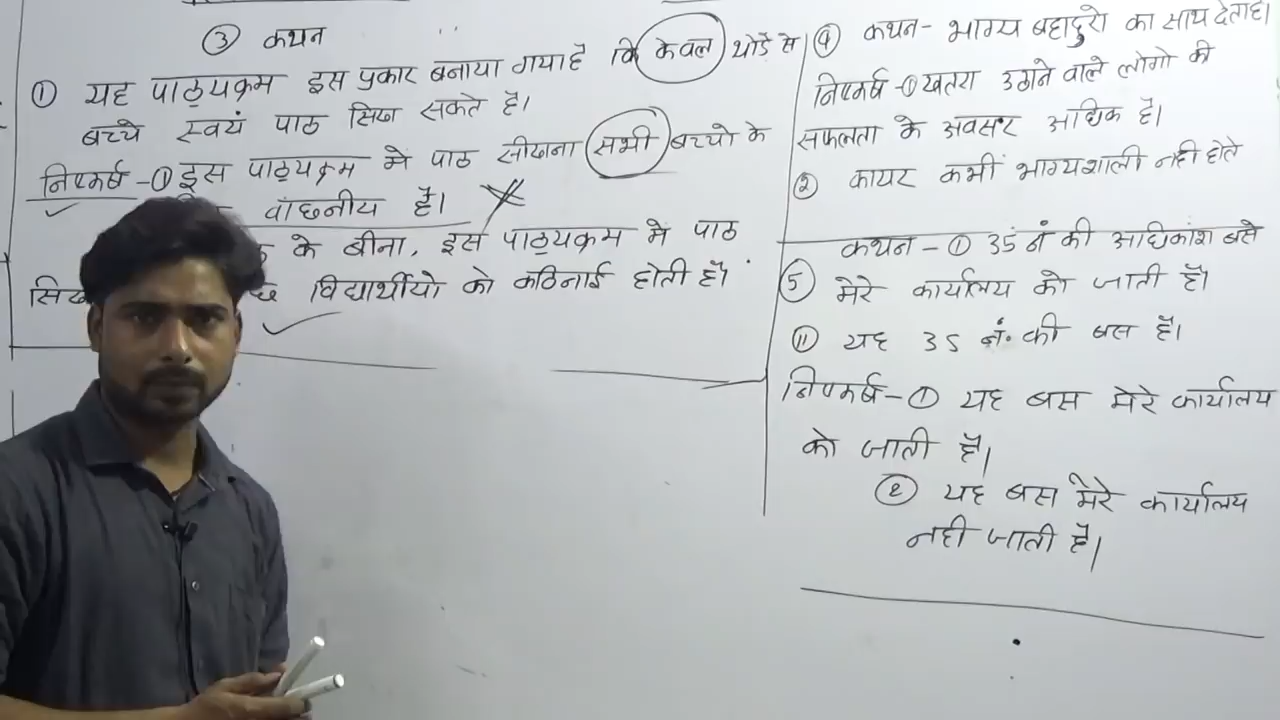 ③ कथन
① यह पाठ्यक्रम इस प्रकार बनाया गया है कि केवल थोडे से
बच्चे स्वयं पाठ सिख सकते है।
निष्कर्ष - ① इस पाठ्यक्रम में पाठ सीखना सभी बच्चो के
वांछनीय है।
के बीना, इस पाठ्यक्रम मे पाठ
सिख विद्यार्थीयो को कठिनाई होती है।
④ कथन - भाग्य बहादुरो का साथ देता है।
निष्कर्ष - ① खतरा उठाने वाले लोगो की
सफलता के अवसर अधिक है।
② कायर कभी भाग्यशाली नही होते
⑤ कथन - ① 35 नं की अधिकांश बसे
मेरे कार्यालय को जाती है।
⑪ यह 35 नं. की बस है।
निष्कर्ष - ① यह बस मेरे कार्यालय
को जाती है।
② यह बस मेरे कार्यालय
नही जाती है।